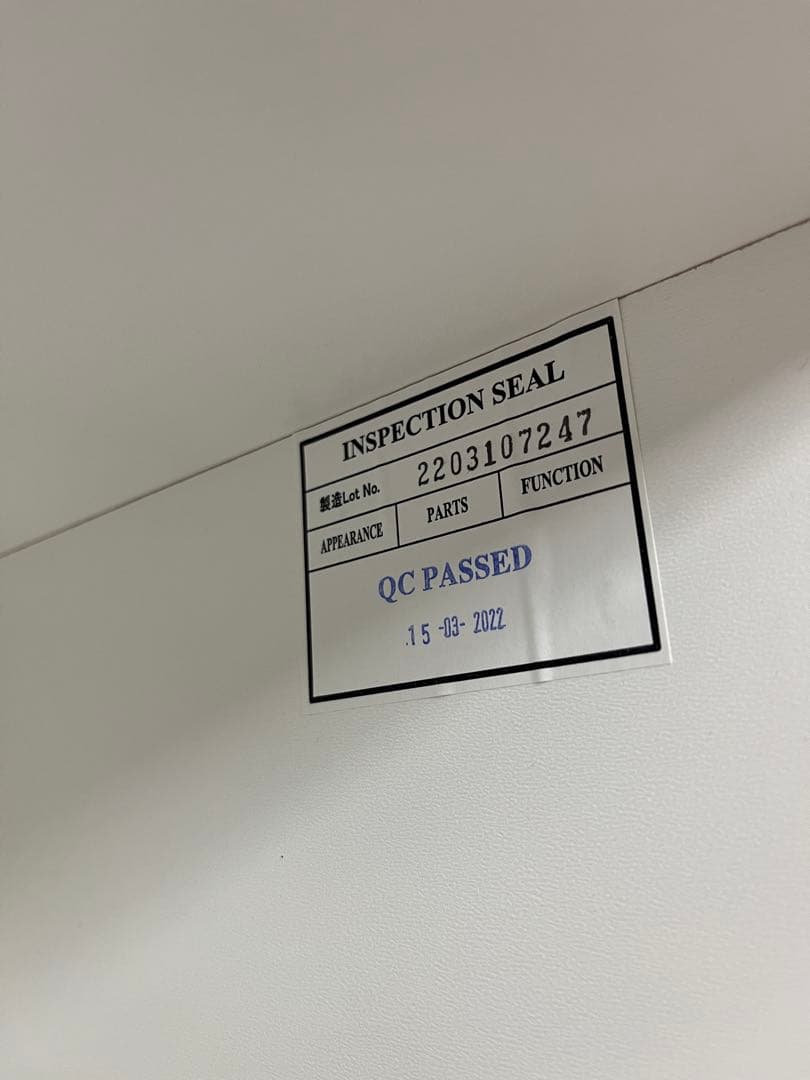 INSPECTION SEAL
製造Lot No. 2203107247
APPEARANCE PARTS FUNCTION
QC PASSED
15 -03- 2022